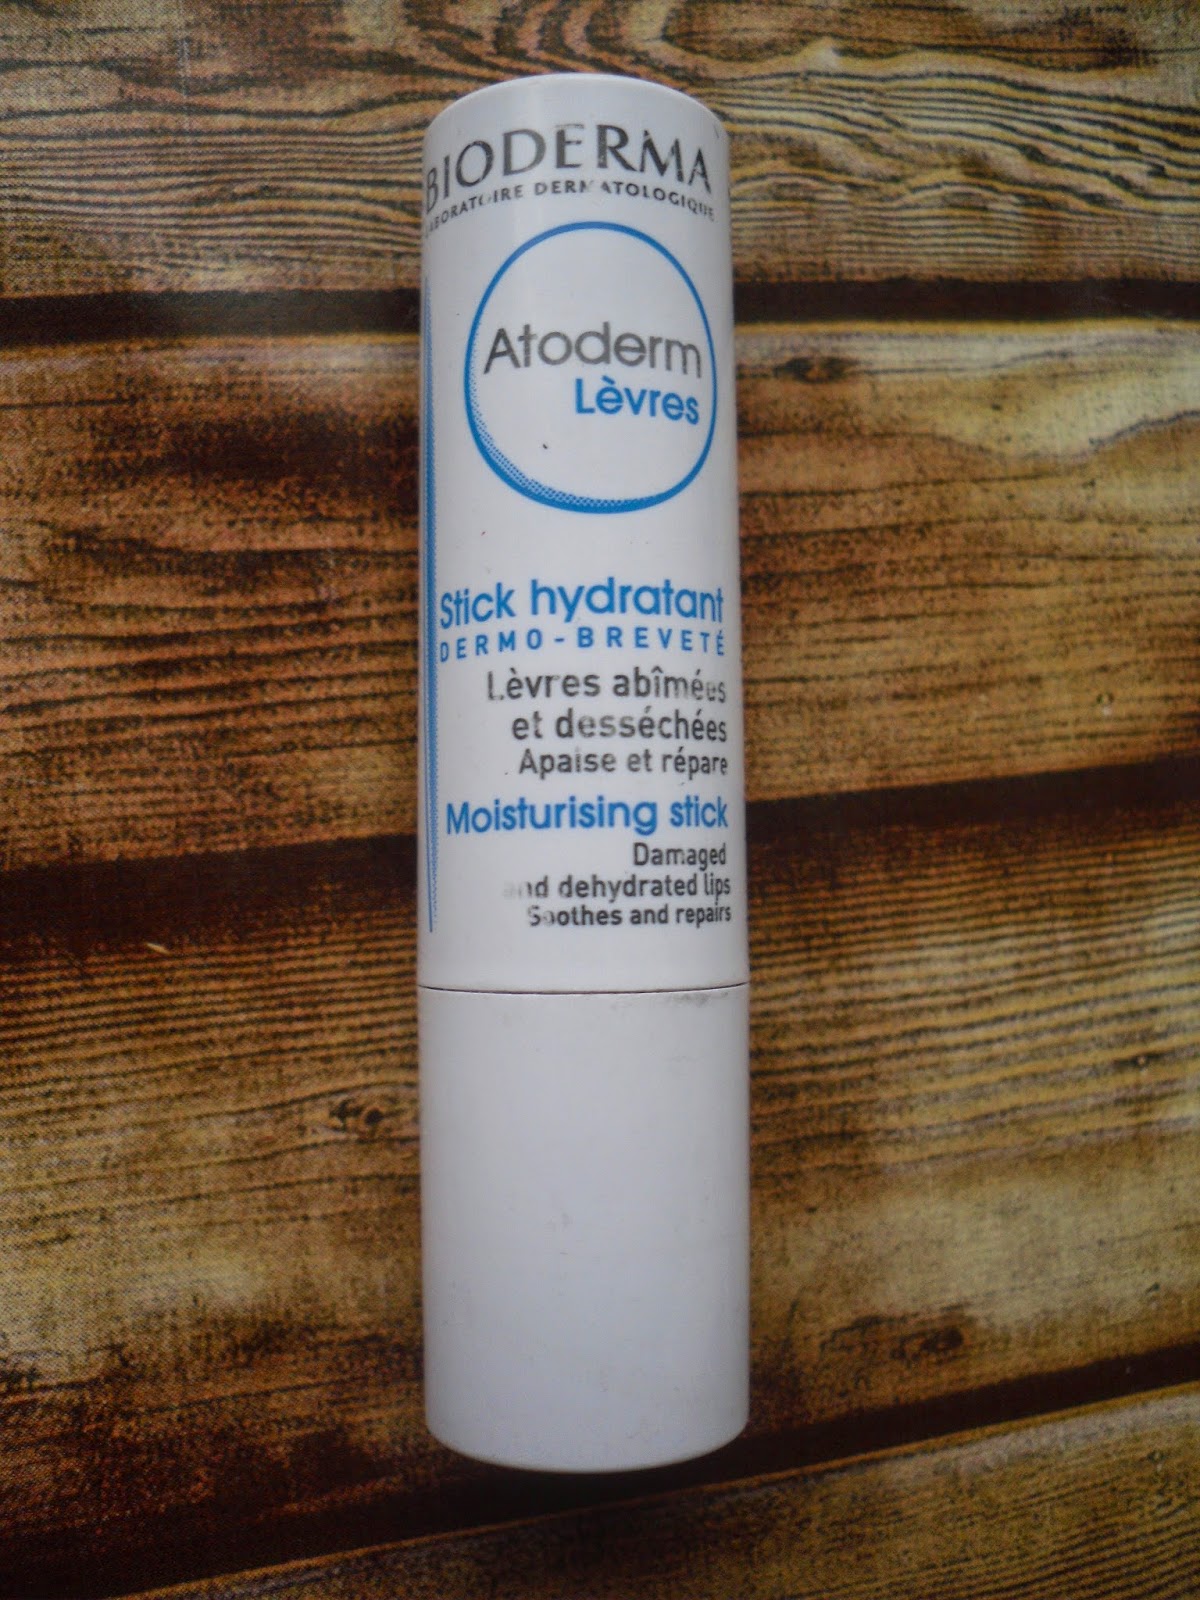 BIODERMA
LABORATOIRE DERMATOLOGIQUE
Atoderm
Lèvres
Stick hydratant
DERMO-BREVETÉ
Lèvres abîmées
et desséchées
Apaise et répare
Moisturising stick
Damaged
and dehydrated lips
Soothes and repairs